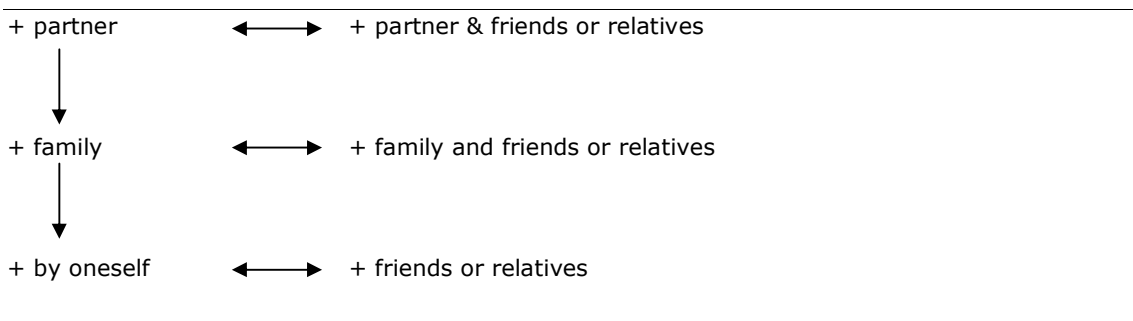 + partner + partner & friends or relatives
+ family + family and friends or relatives
+ by oneself + friends or relatives